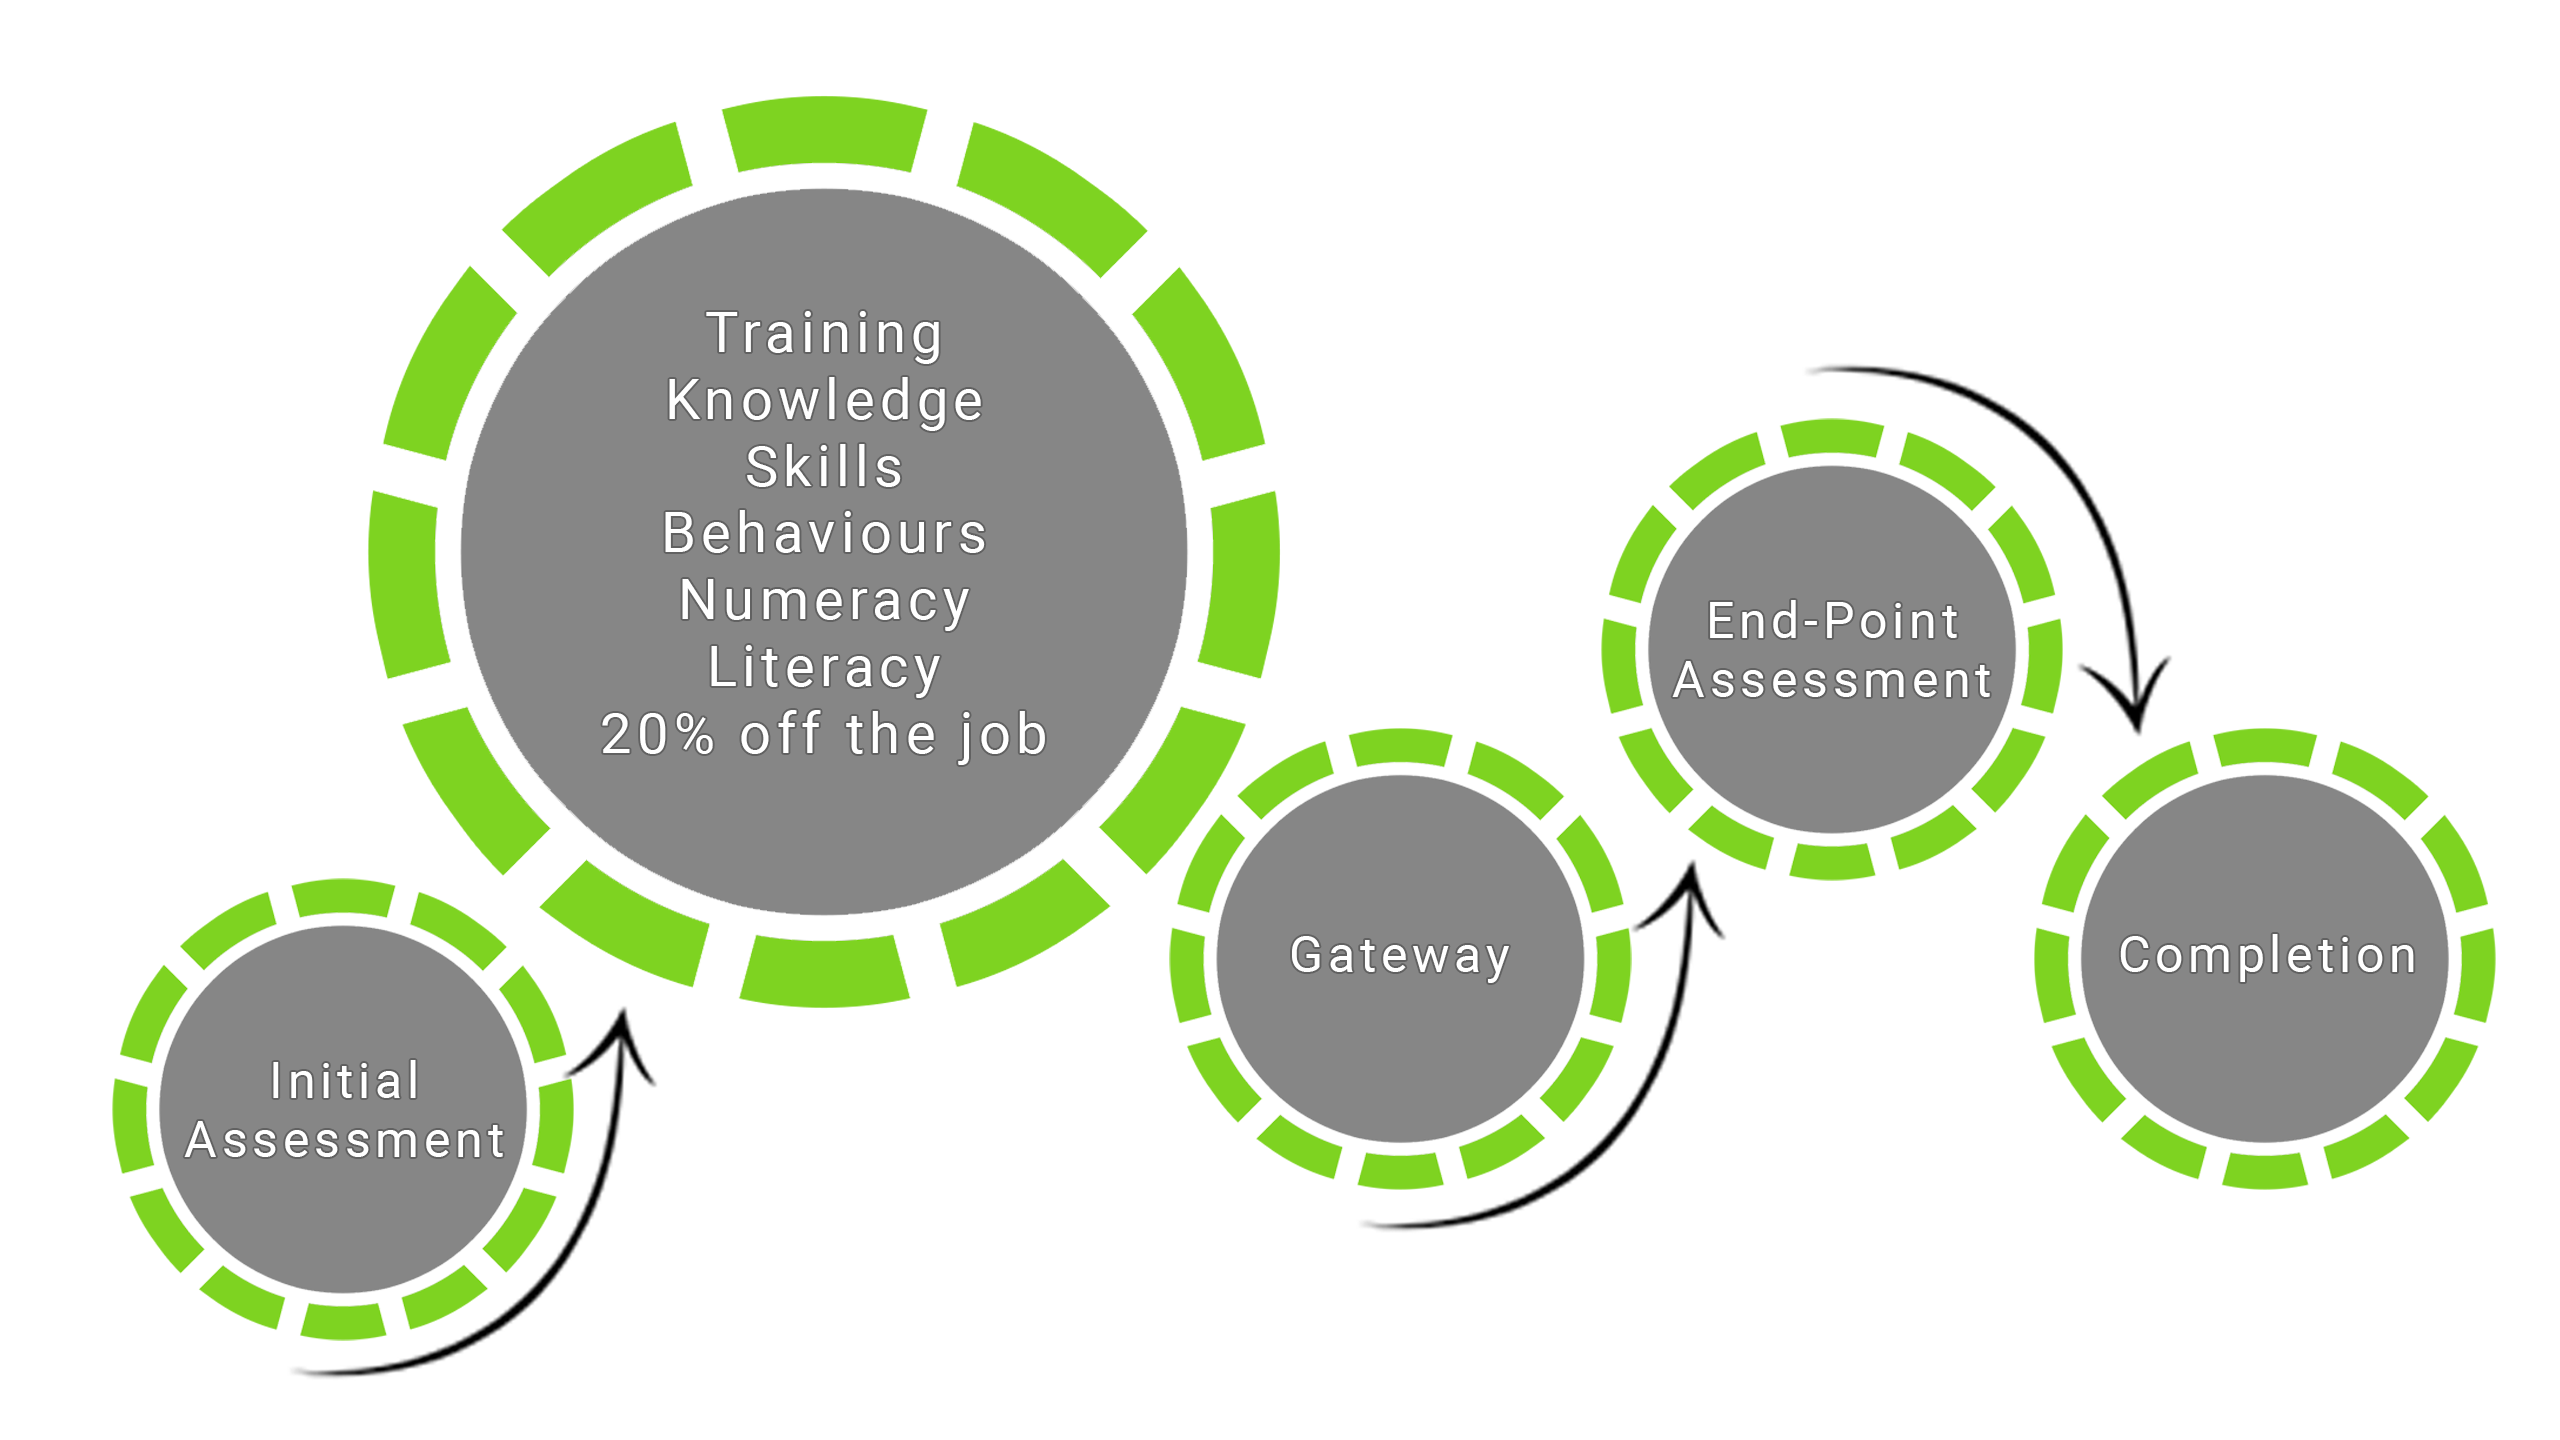 Initial
Assessment
Training
Knowledge
Skills
Behaviours
Numeracy
Literacy
20% off the job
Gateway
End-Point
Assessment
Completion